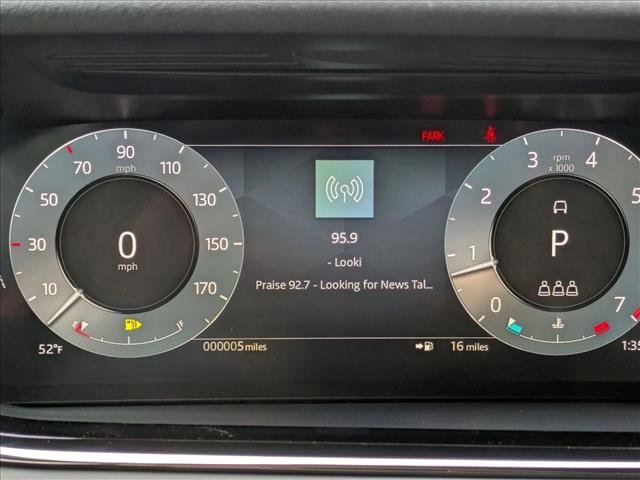 PARK
90
70 mph 110
50 130
30 0 150
mph
10 170
E F
52°F
000005 miles
16 miles
95.9
- Looki
Praise 92.7 - Looking for News Tal...
3 rpm 4
x 1000
2 5
1 P
0 7
1:35